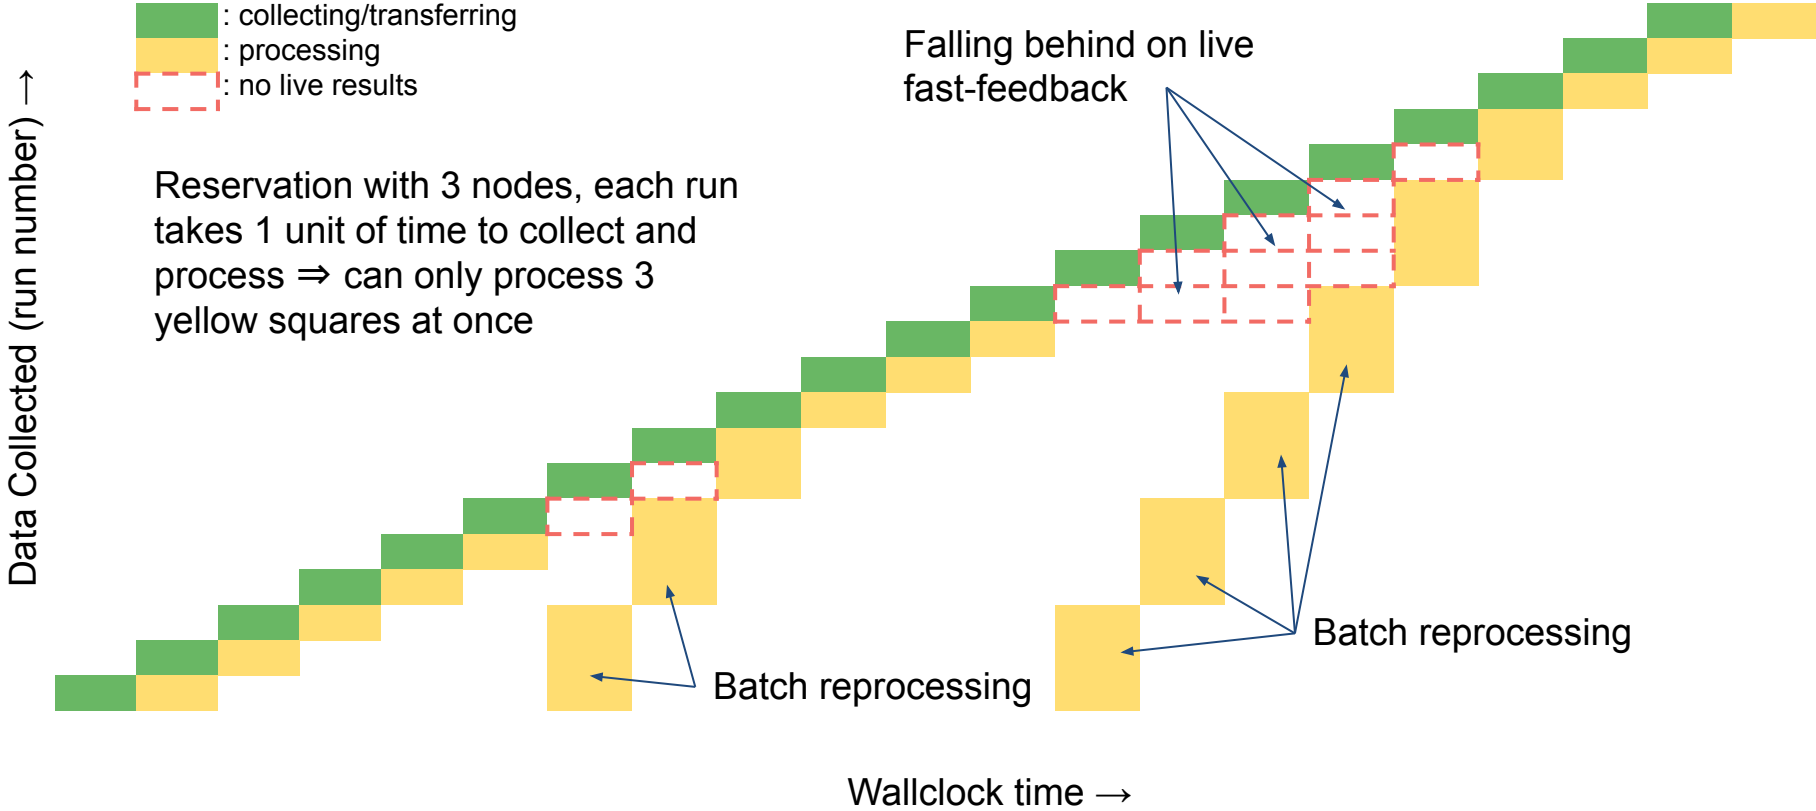 : collecting/transferring
: processing
: no live results
Falling behind on live
fast-feedback
Reservation with 3 nodes, each run
takes 1 unit of time to collect and
process ⇒ can only process 3
yellow squares at once
Data Collected (run number) →
Batch reprocessing
Batch reprocessing
Wallclock time →